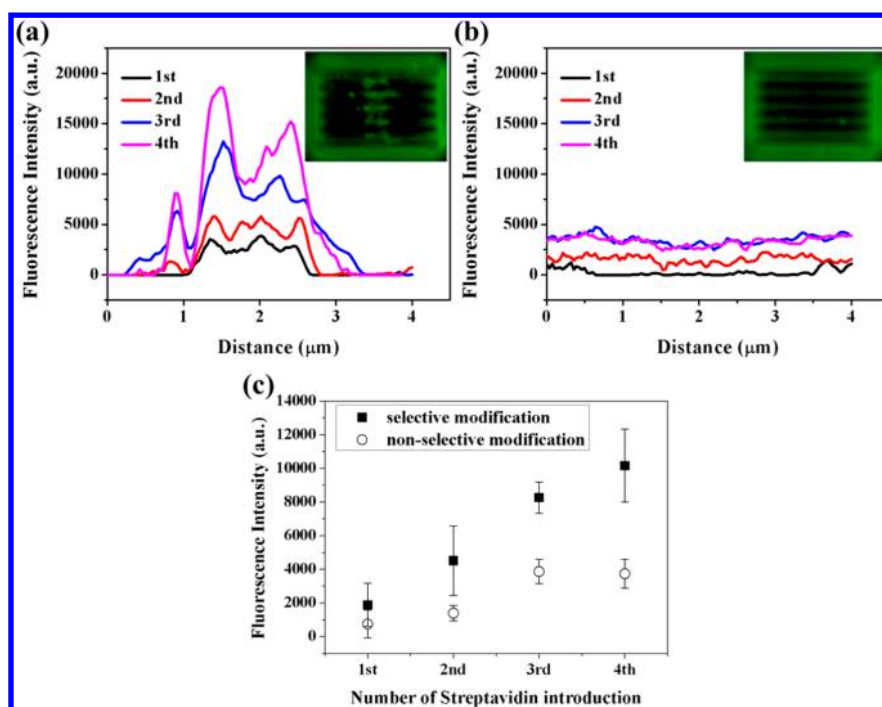 (a)
Fluorescence Intensity (a.u.)
20000
15000
10000
5000
0
1st
2nd
3rd
4th
0 1 2 3 4
Distance (μm)
(b)
Fluorescence Intensity (a.u.)
20000
15000
10000
5000
0
1st
2nd
3rd
4th
0 1 2 3 4
Distance (μm)
(c)
Fluorescence Intensity (a.u.)
14000
12000
10000
8000
6000
4000
2000
0
selective modification
non-selective modification
1st 2nd 3rd 4th
Number of Streptavidin introduction